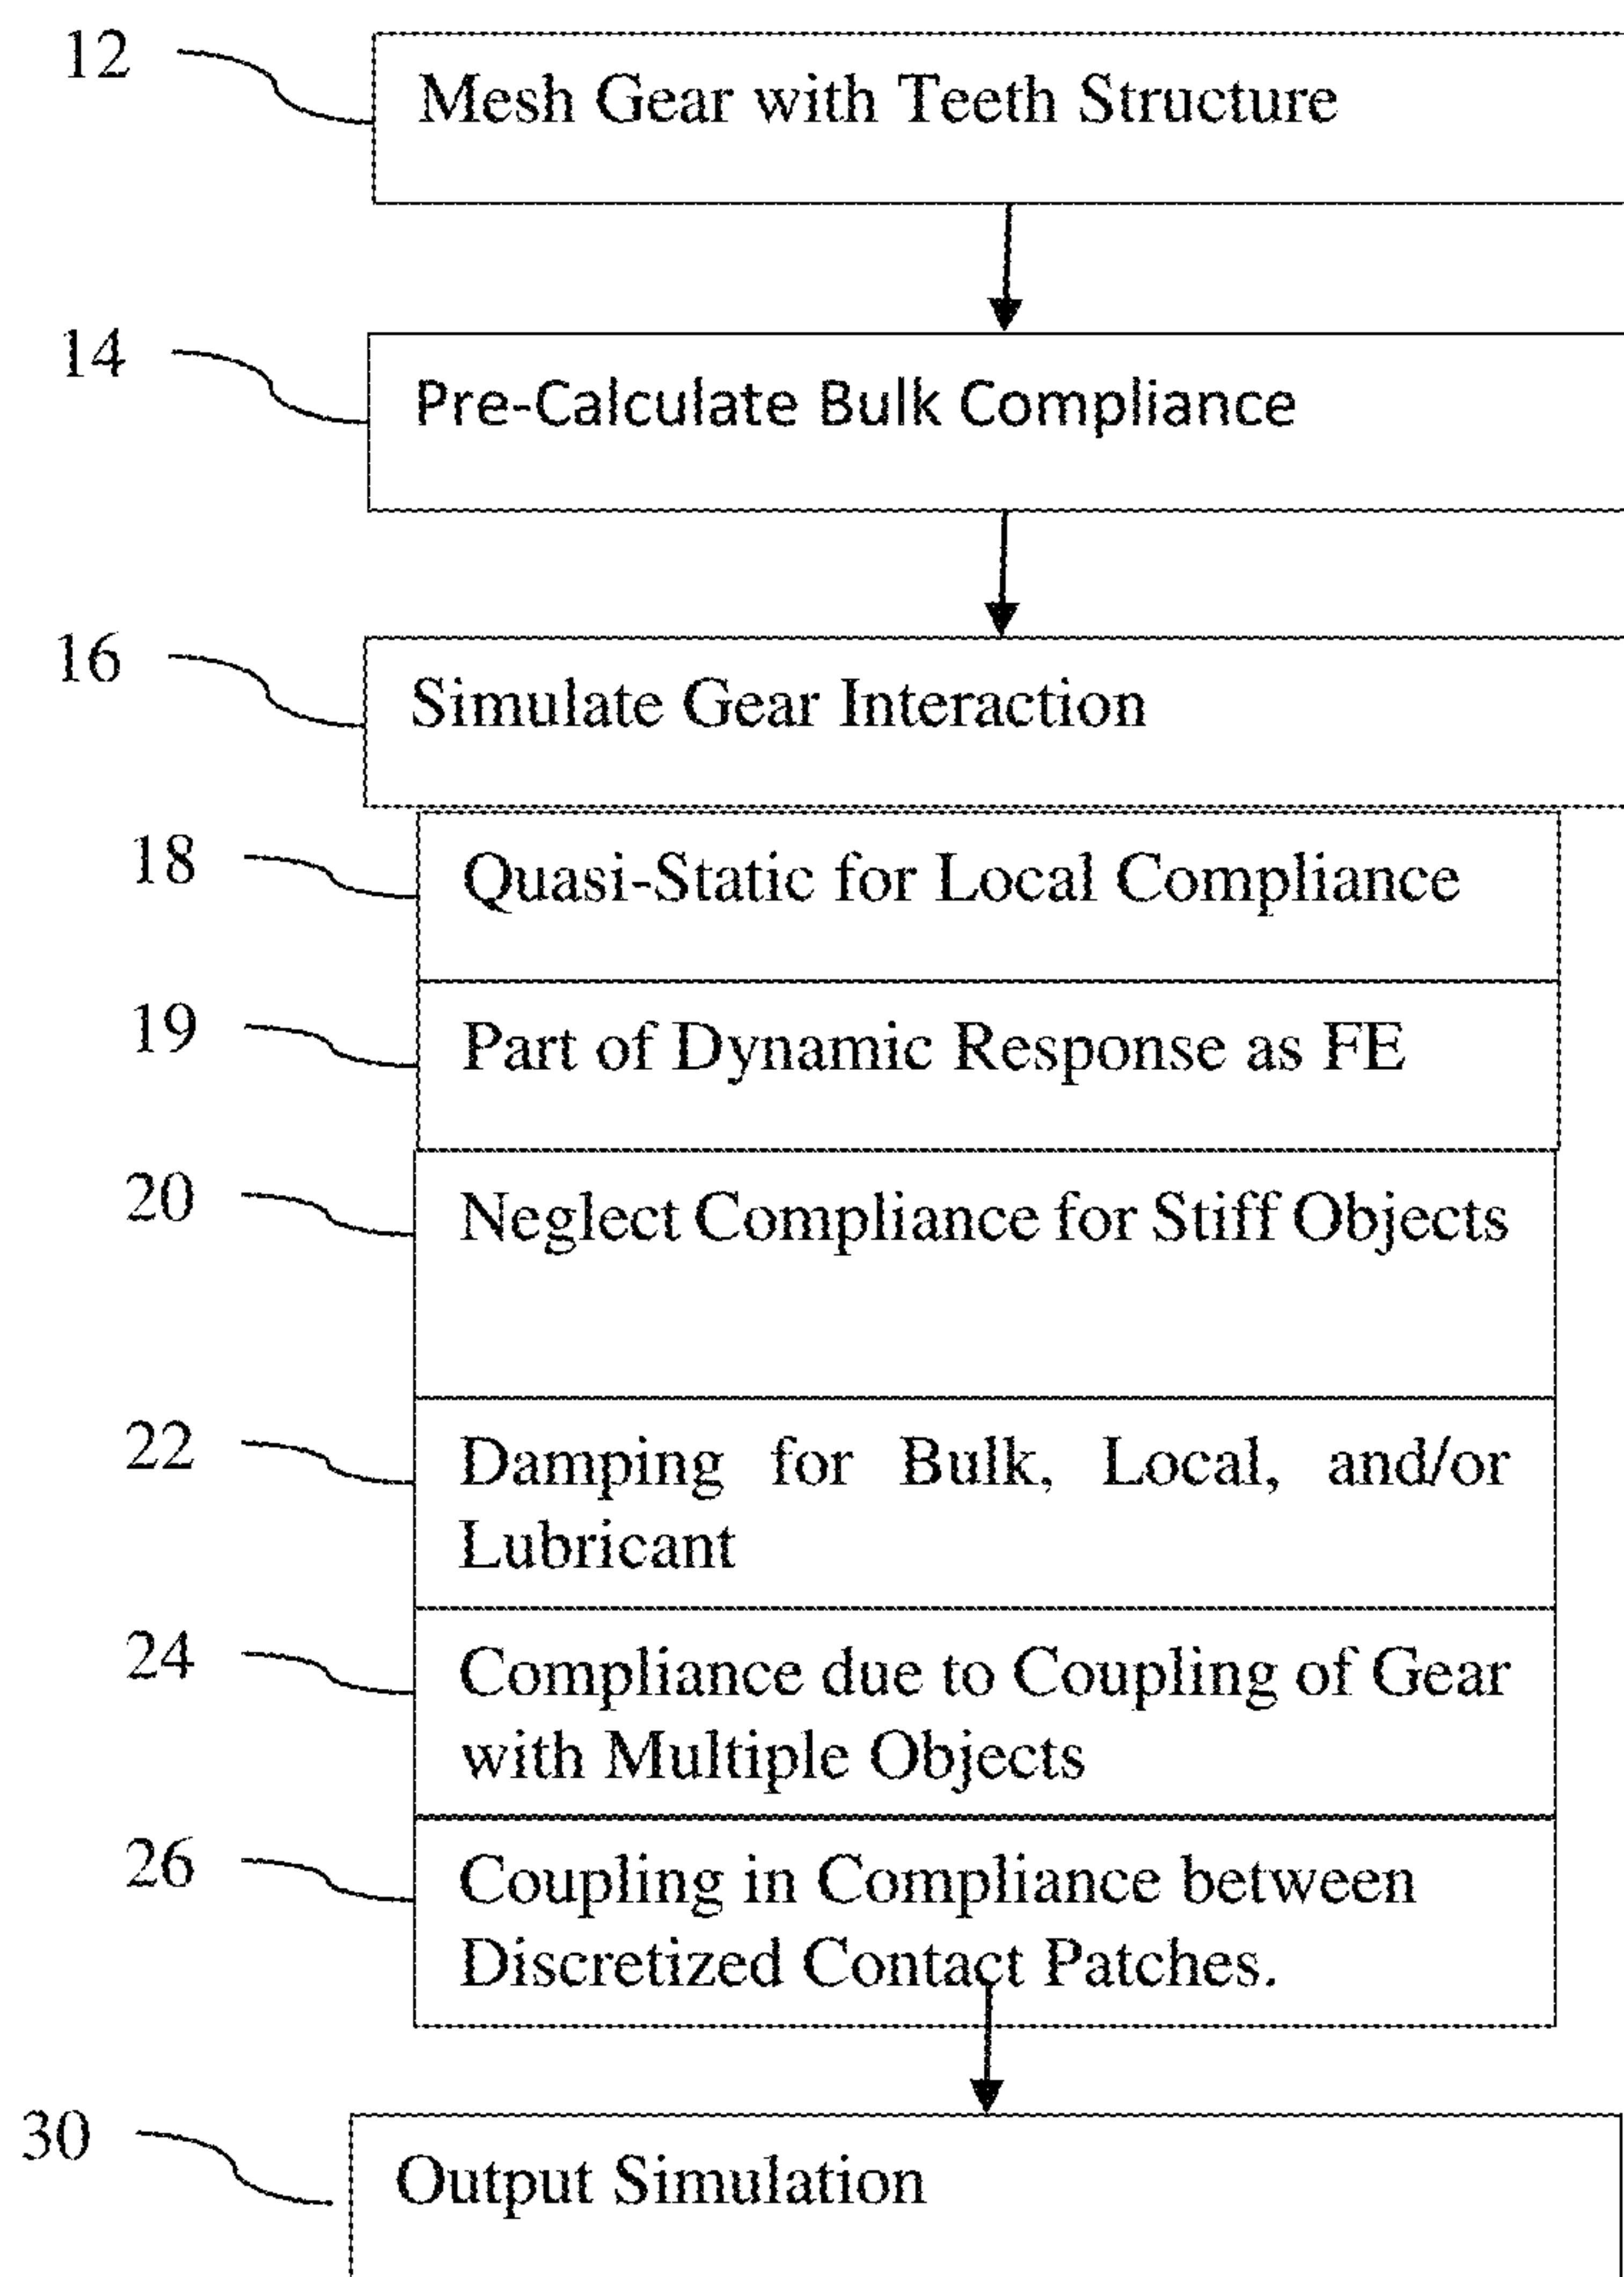 12
Mesh Gear with Teeth Structure
14
Pre-Calculate Bulk Compliance
16
Simulate Gear Interaction
18
Quasi-Static for Local Compliance
19
Part of Dynamic Response as FE
20
Neglect Compliance for Stiff Objects
22
Damping for Bulk, Local, and/or
Lubricant
24
Compliance due to Coupling of Gear
with Multiple Objects
26
Coupling in Compliance between
Discretized Contact Patches.
30
Output Simulation